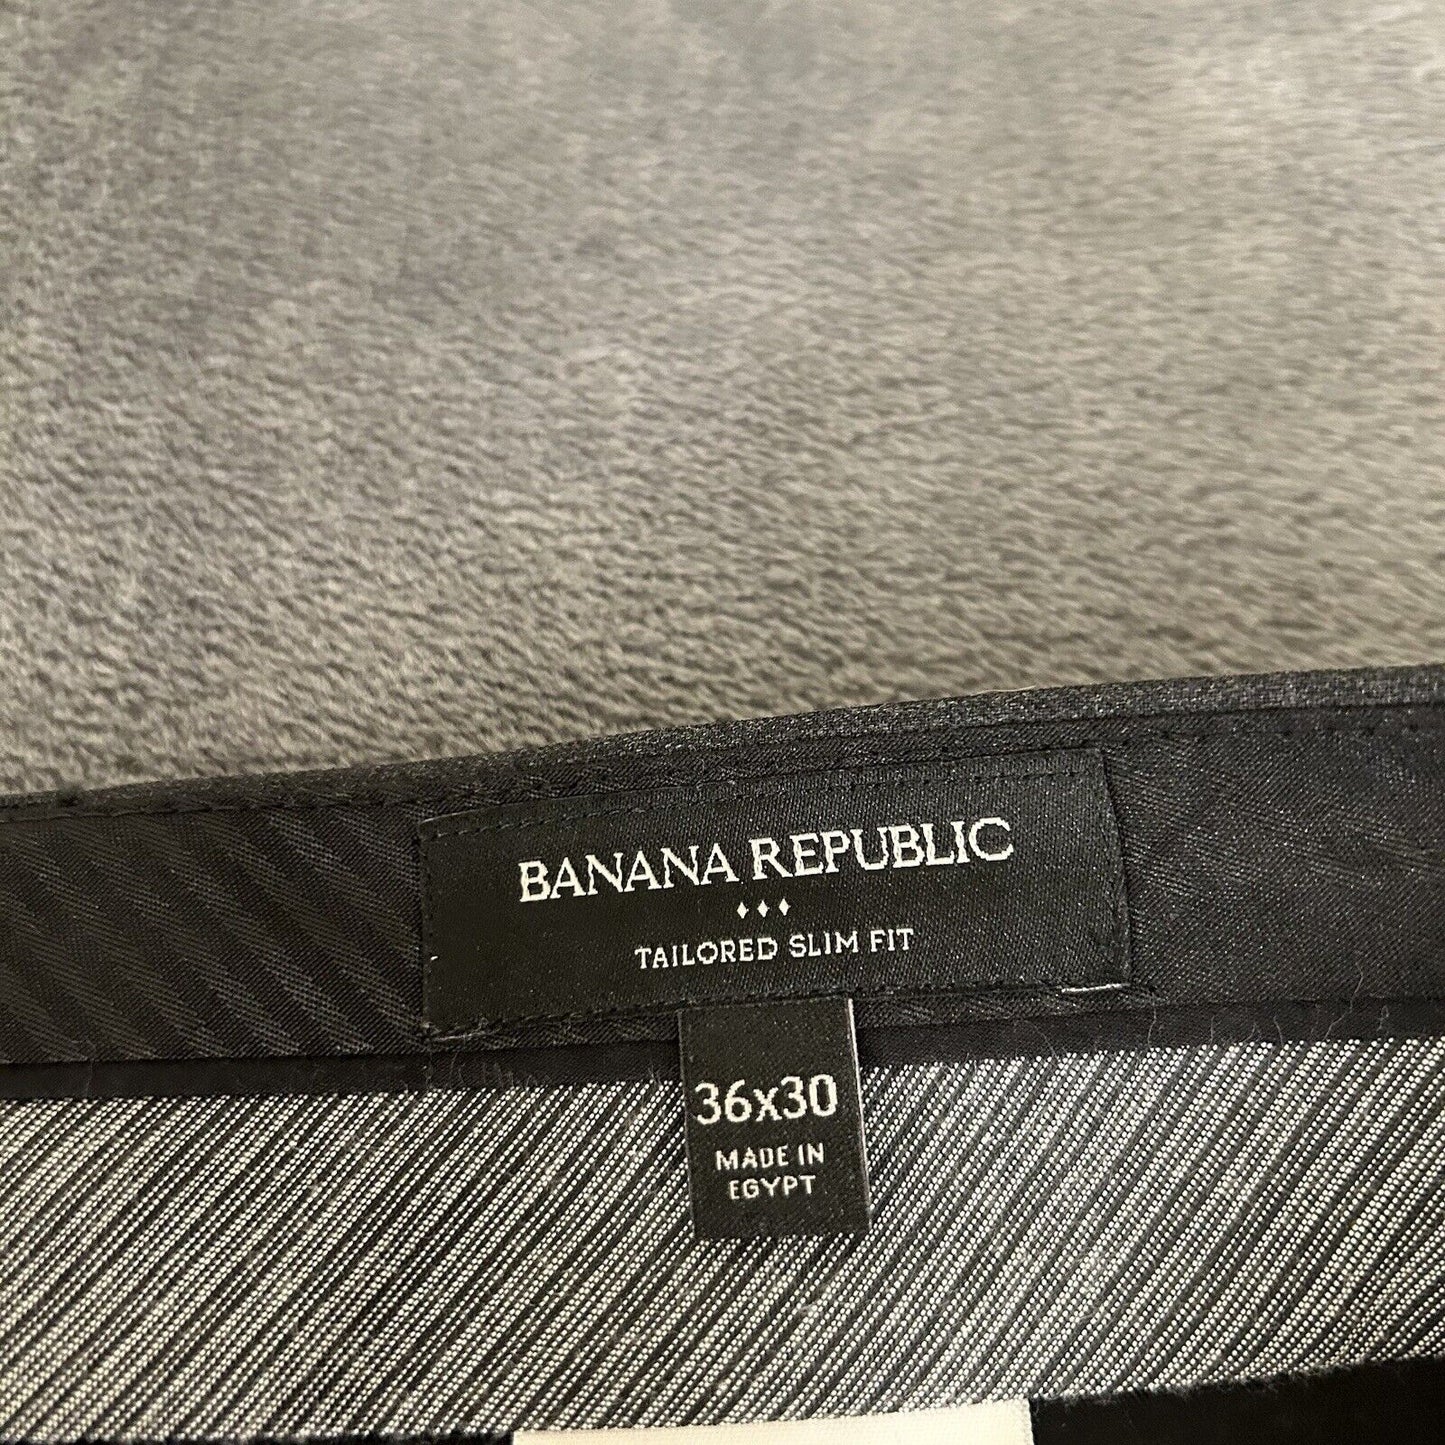 BANANA REPUBLIC
TAILORED SLIM FIT
36x30
MADE IN
EGYPT